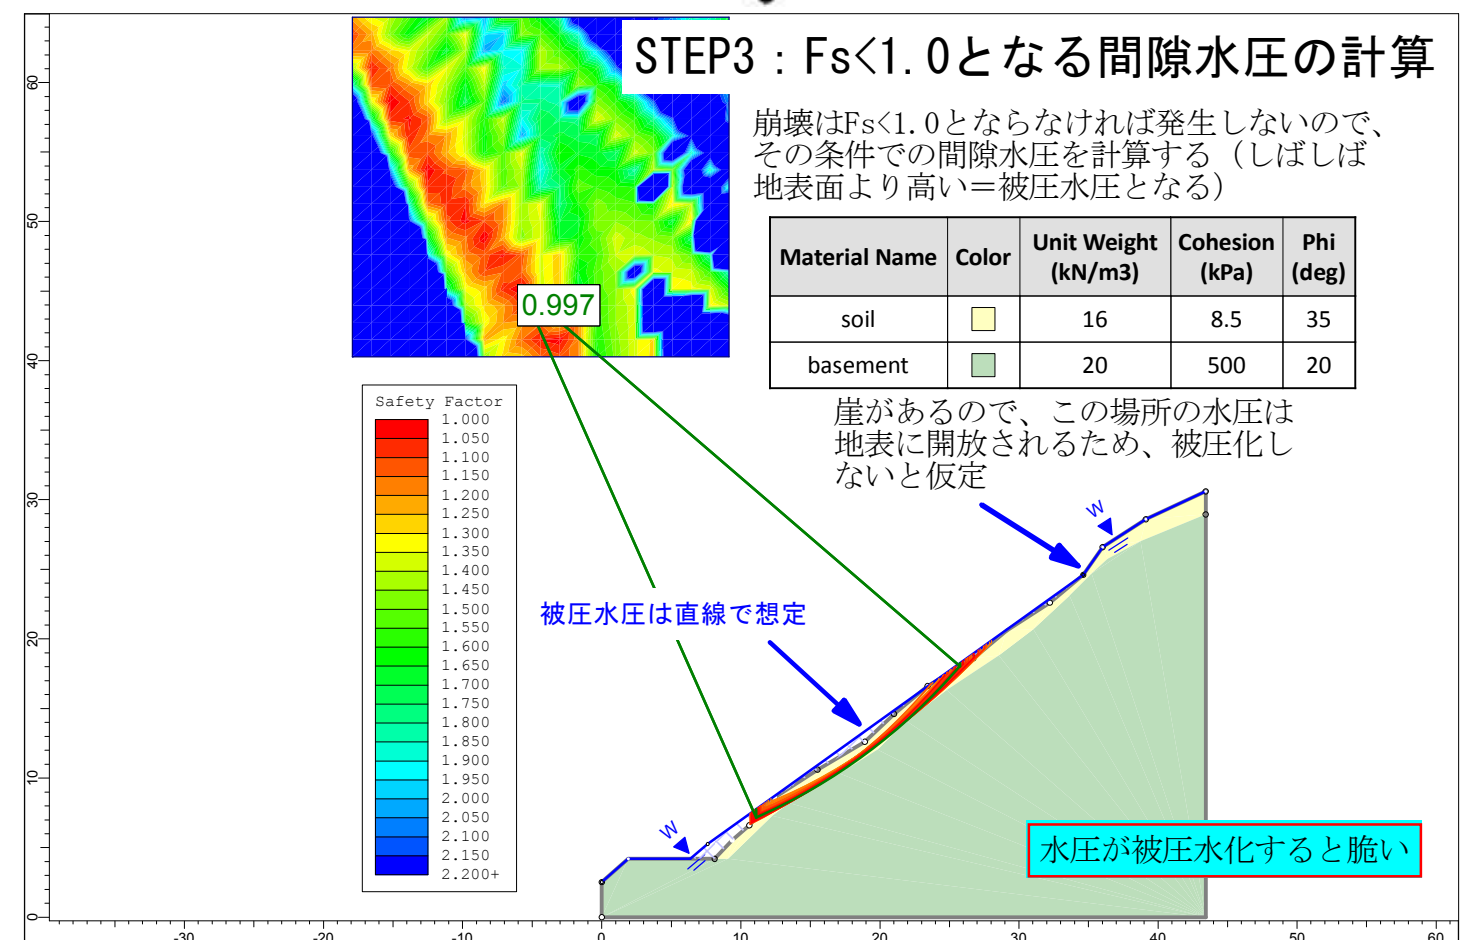 STEP3：Fs<1.0となる間隙水圧の計算
崩壊はFs<1.0とならなければ発生しないので、
その条件での間隙水圧を計算する（しばしば
地表面より高い＝被圧水圧となる）
Material Name Color Unit Weight (kN/m3) Cohesion (kPa) Phi (deg)
soil 16 8.5 35
basement 20 500 20
0.997
崖があるので、この場所の水圧は
地表に開放されるため、被圧化し
ないと仮定
Safety Factor
1.000
1.050
1.100
1.150
1.200
1.250
1.300
1.350
1.400
1.450
1.500
1.550
1.600
1.650
1.700
1.750
1.800
1.850
1.900
1.950
2.000
2.050
2.100
2.150
2.200+
被圧水圧は直線で想定
W
W
水圧が被圧水化すると脆い
60
50
40
30
20
10
0
-30 -20 -10 0 10 20 30 40 50 60